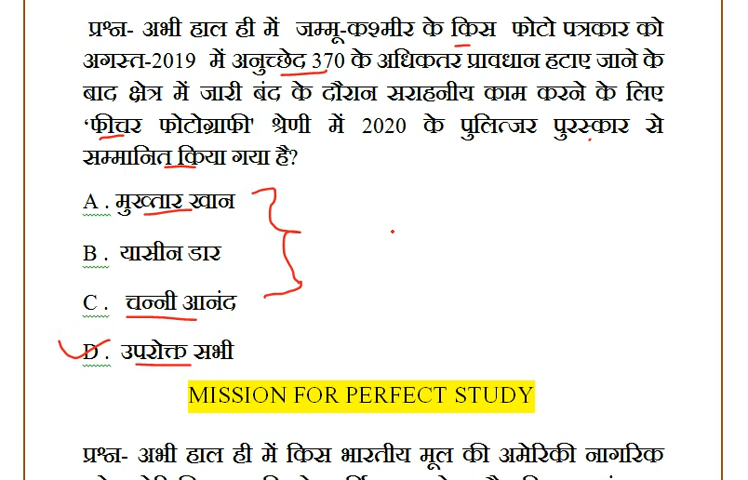 प्रश्न- अभी हाल ही में जम्मू-कश्मीर के किस फोटो पत्रकार को
अगस्त-2019 में अनुच्छेद 370 के अधिकतर प्रावधान हटाए जाने के
बाद क्षेत्र में जारी बंद के दौरान सराहनीय काम करने के लिए
‘फीचर फोटोग्राफी' श्रेणी में 2020 के पुलित्जर पुरस्कार से
सम्मानित किया गया है?
A . मुख्तार खान
B . यासीन डार
C . चन्नी आनंद
D . उपरोक्त सभी
MISSION FOR PERFECT STUDY
प्रश्न- अभी हाल ही में किस भारतीय मूल की अमेरिकी नागरिक